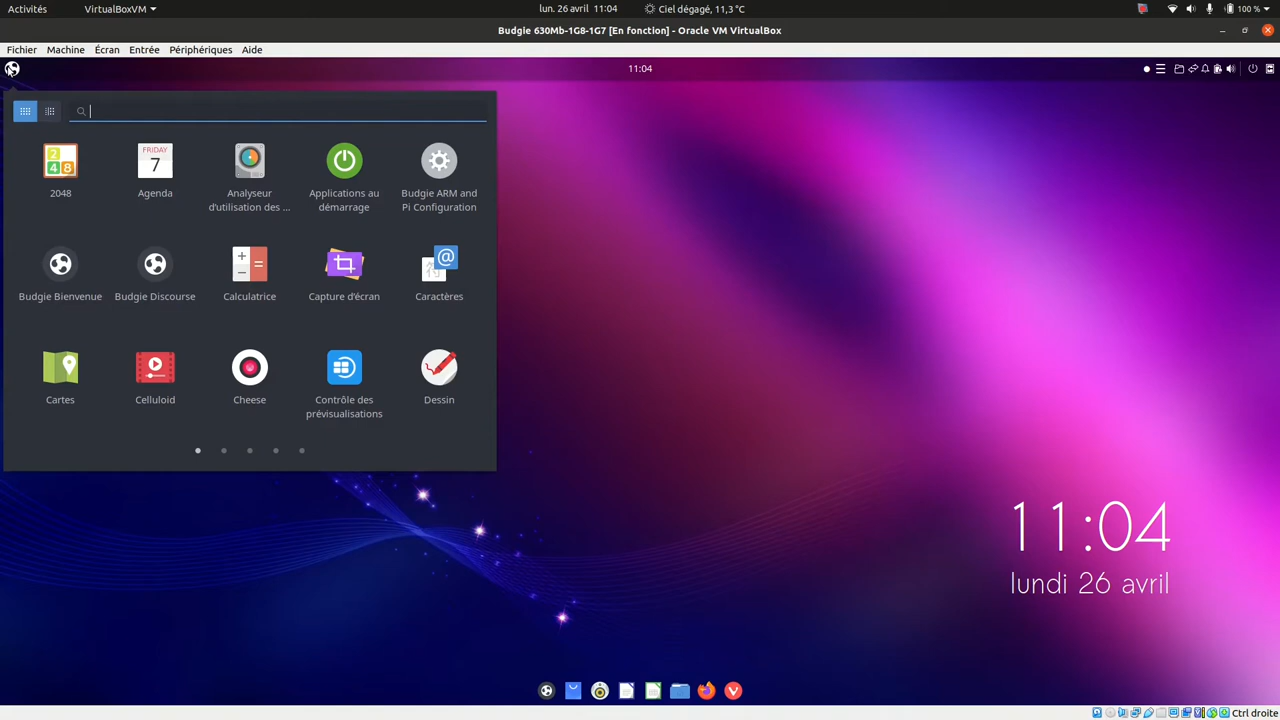 Activités VirtualBoxVM lun. 26 avril 11:04 Ciel dégagé, 11,3 °C 100 %
Budgie 630Mb-1G8-1G7 [En fonction] - Oracle VM VirtualBox
Fichier Machine Écran Entrée Périphériques Aide
11:04
2048 Agenda Analyseur d'utilisation des ... Applications au démarrage Budgie ARM and Pi Configuration
FRIDAY
7
Budgie Bienvenue Budgie Discourse Calculatrice Capture d'écran Caractères
Cartes Celluloid Cheese Contrôle des prévisualisations Dessin
11:04
lundi 26 avril
Ctrl droite